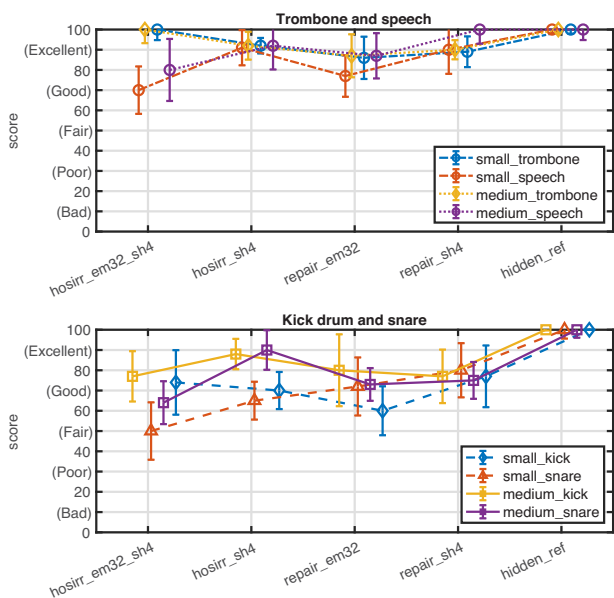 Trombone and speech
100
(Excellent)
80
(Good)
60
(Fair)
40
(Poor)
20
(Bad)
0
score
small_trombone
small_speech
medium_trombone
medium_speech
hosirr_em32_sh4
hosirr_sh4
repair_em32
repair_sh4
hidden_ref
Kick drum and snare
100
(Excellent)
80
(Good)
60
(Fair)
40
(Poor)
20
(Bad)
0
score
small_kick
small_snare
medium_kick
medium_snare
hosirr_em32_sh4
hosirr_sh4
repair_em32
repair_sh4
hidden_ref